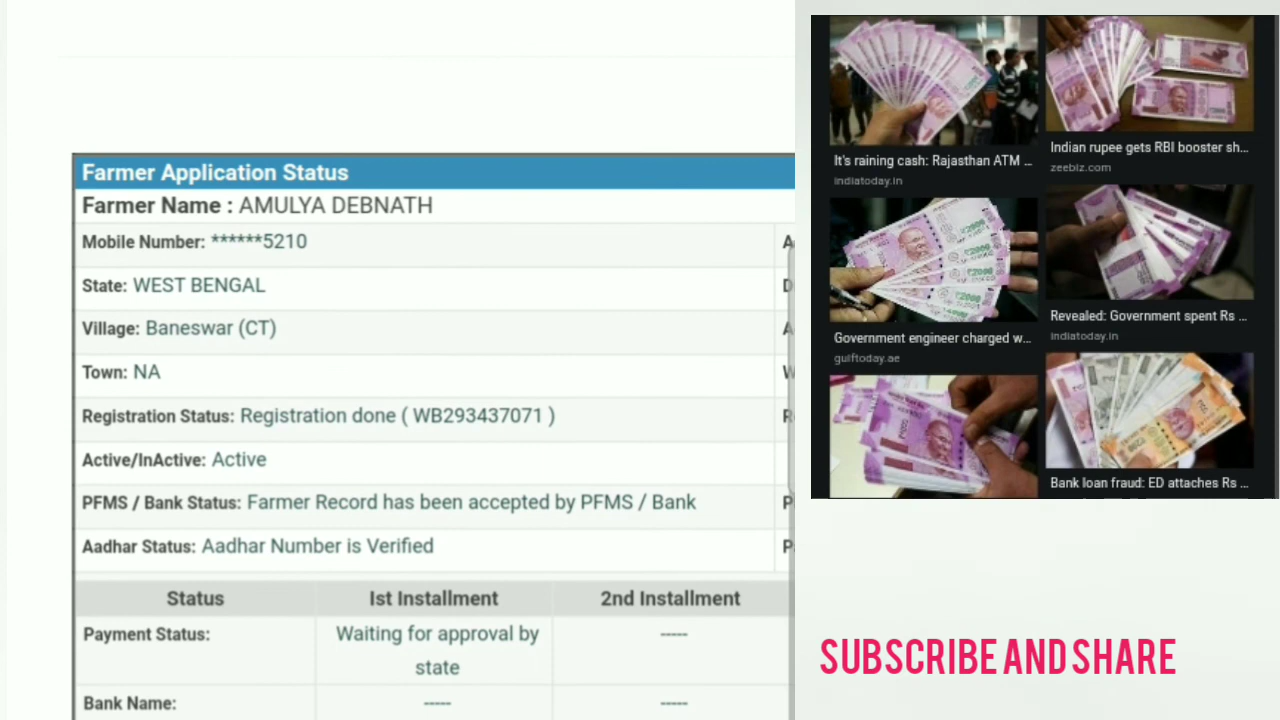 Farmer Application Status
Farmer Name : AMULYA DEBNATH
Mobile Number: ******5210
State: WEST BENGAL
Village: Baneswar (CT)
Town: NA
Registration Status: Registration done ( WB293437071 )
Active/InActive: Active
PFMS / Bank Status: Farmer Record has been accepted by PFMS / Bank
Aadhar Status: Aadhar Number is Verified
Status Ist Installment 2nd Installment
Payment Status: Waiting for approval by state -----
Bank Name: ----- -----
It's raining cash: Rajasthan ATM ...
indiatoday.in
Indian rupee gets RBI booster sh...
zeebiz.com
Government engineer charged w...
gulftoday.ae
Revealed: Government spent Rs ...
indiatoday.in
Bank loan fraud: ED attaches Rs ...
SUBSCRIBE AND SHARE